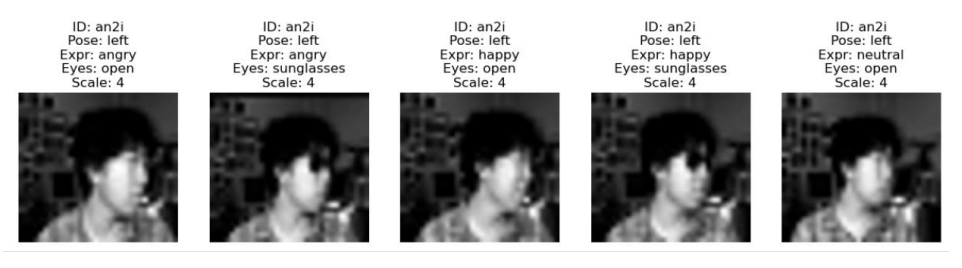 ID: an2i
Pose: left
Expr: angry
Eyes: open
Scale: 4
ID: an2i
Pose: left
Expr: angry
Eyes: sunglasses
Scale: 4
ID: an2i
Pose: left
Expr: happy
Eyes: open
Scale: 4
ID: an2i
Pose: left
Expr: happy
Eyes: sunglasses
Scale: 4
ID: an2i
Pose: left
Expr: neutral
Eyes: open
Scale: 4